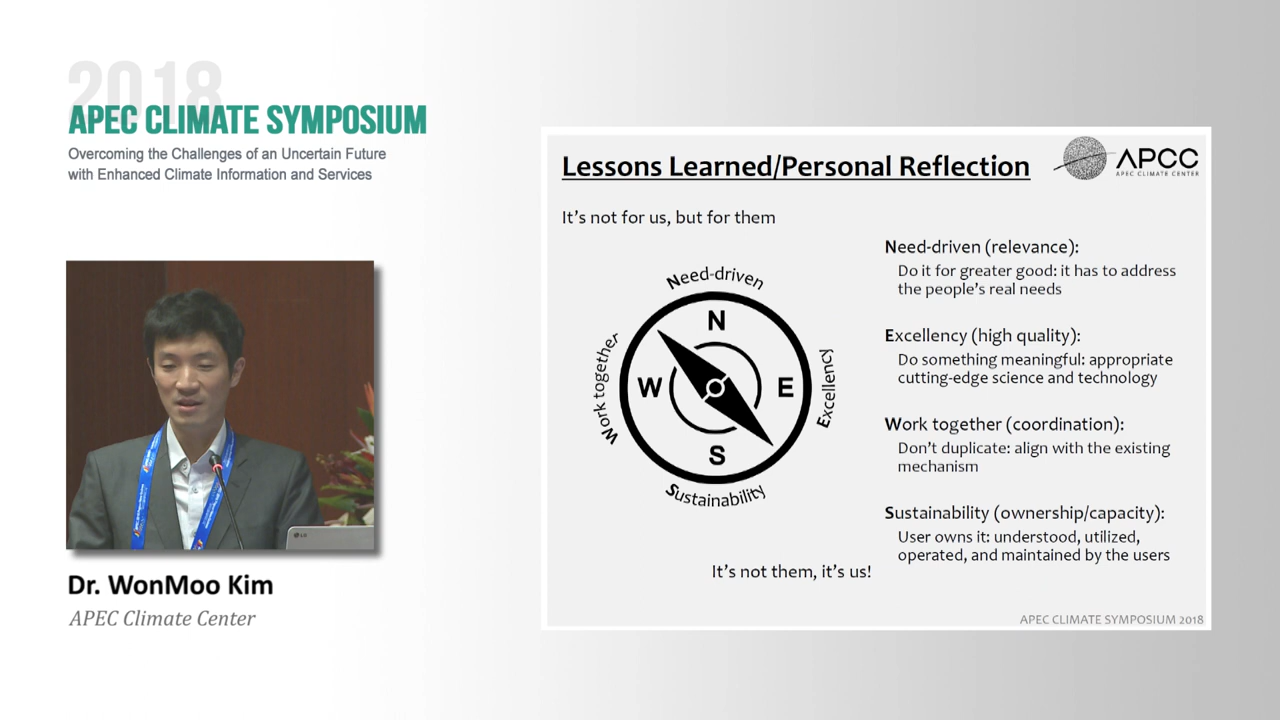 2018
APEC CLIMATE SYMPOSIUM
Overcoming the Challenges of an Uncertain Future
with Enhanced Climate Information and Services
LG
Dr. WonMoo Kim
APEC Climate Center
Lessons Learned/Personal Reflection
APCC
APEC CLIMATE CENTER
It's not for us, but for them
Need-driven
N
Work together
W
E
Excellency
S
Sustainability
It's not them, it's us!
Need-driven (relevance):
Do it for greater good: it has to address
the people's real needs
Excellency (high quality):
Do something meaningful: appropriate
cutting-edge science and technology
Work together (coordination):
Don't duplicate: align with the existing
mechanism
Sustainability (ownership/capacity):
User owns it: understood, utilized,
operated, and maintained by the users
APEC CLIMATE SYMPOSIUM 2018